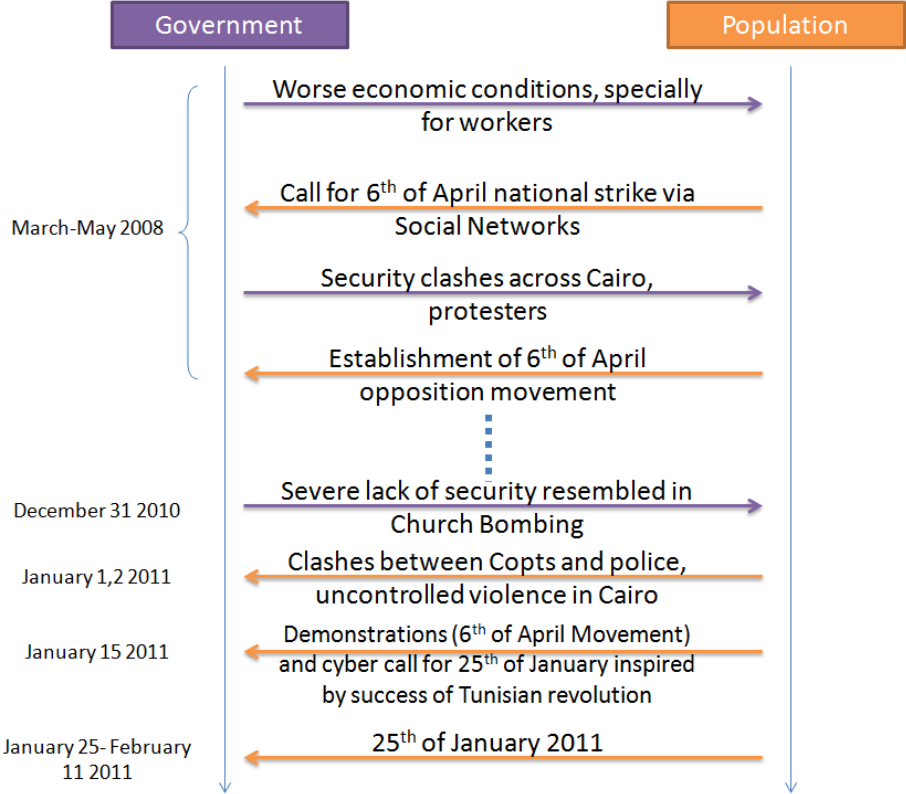 Government
Population
Worse economic conditions, specially
for workers
Call for 6th of April national strike via
Social Networks
March-May 2008
Security clashes across Cairo,
protesters
Establishment of 6th of April
opposition movement
December 31 2010
Severe lack of security resembled in
Church Bombing
January 1,2 2011
Clashes between Copts and police,
uncontrolled violence in Cairo
January 15 2011
Demonstrations (6th of April Movement)
and cyber call for 25th of January inspired
by success of Tunisian revolution
January 25- February
11 2011
25th of January 2011